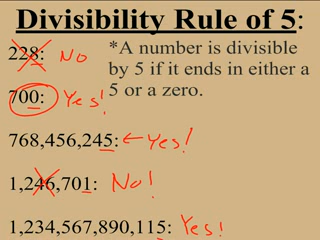 Divisibility Rule of 5:
228: No
*A number is divisible
by 5 if it ends in either a
5 or a zero.
700: Yes!
768,456,245: ← Yes!
1,246,701: No!
1,234,567,890,115: Yes!